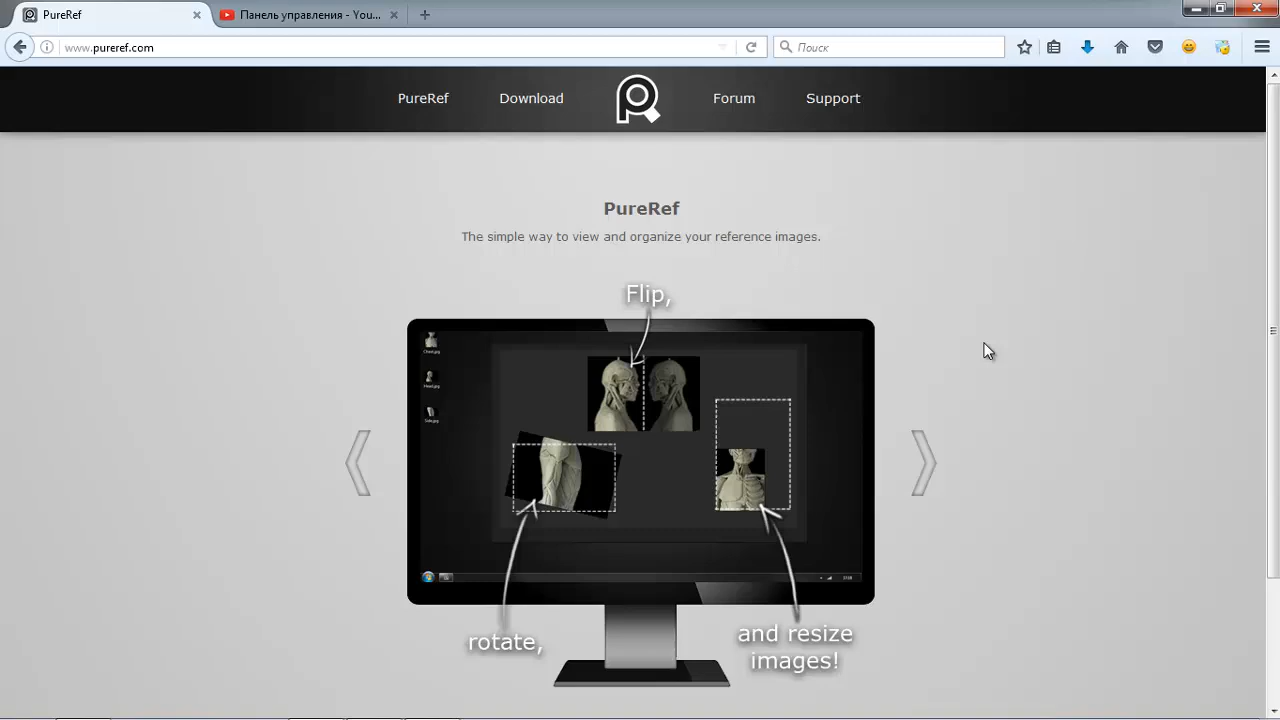 PureRef
Панель управления - You...
www.pureref.com
Поиск
PureRef
Download
Forum
Support
PureRef
The simple way to view and organize your reference images.
Flip,
rotate,
and resize
images!